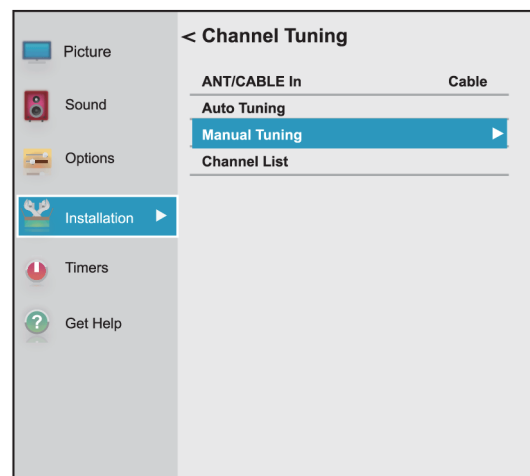 Picture
Sound
Options
Installation
Timers
Get Help
< Channel Tuning
ANT/CABLE In Cable
Auto Tuning
Manual Tuning
Channel List